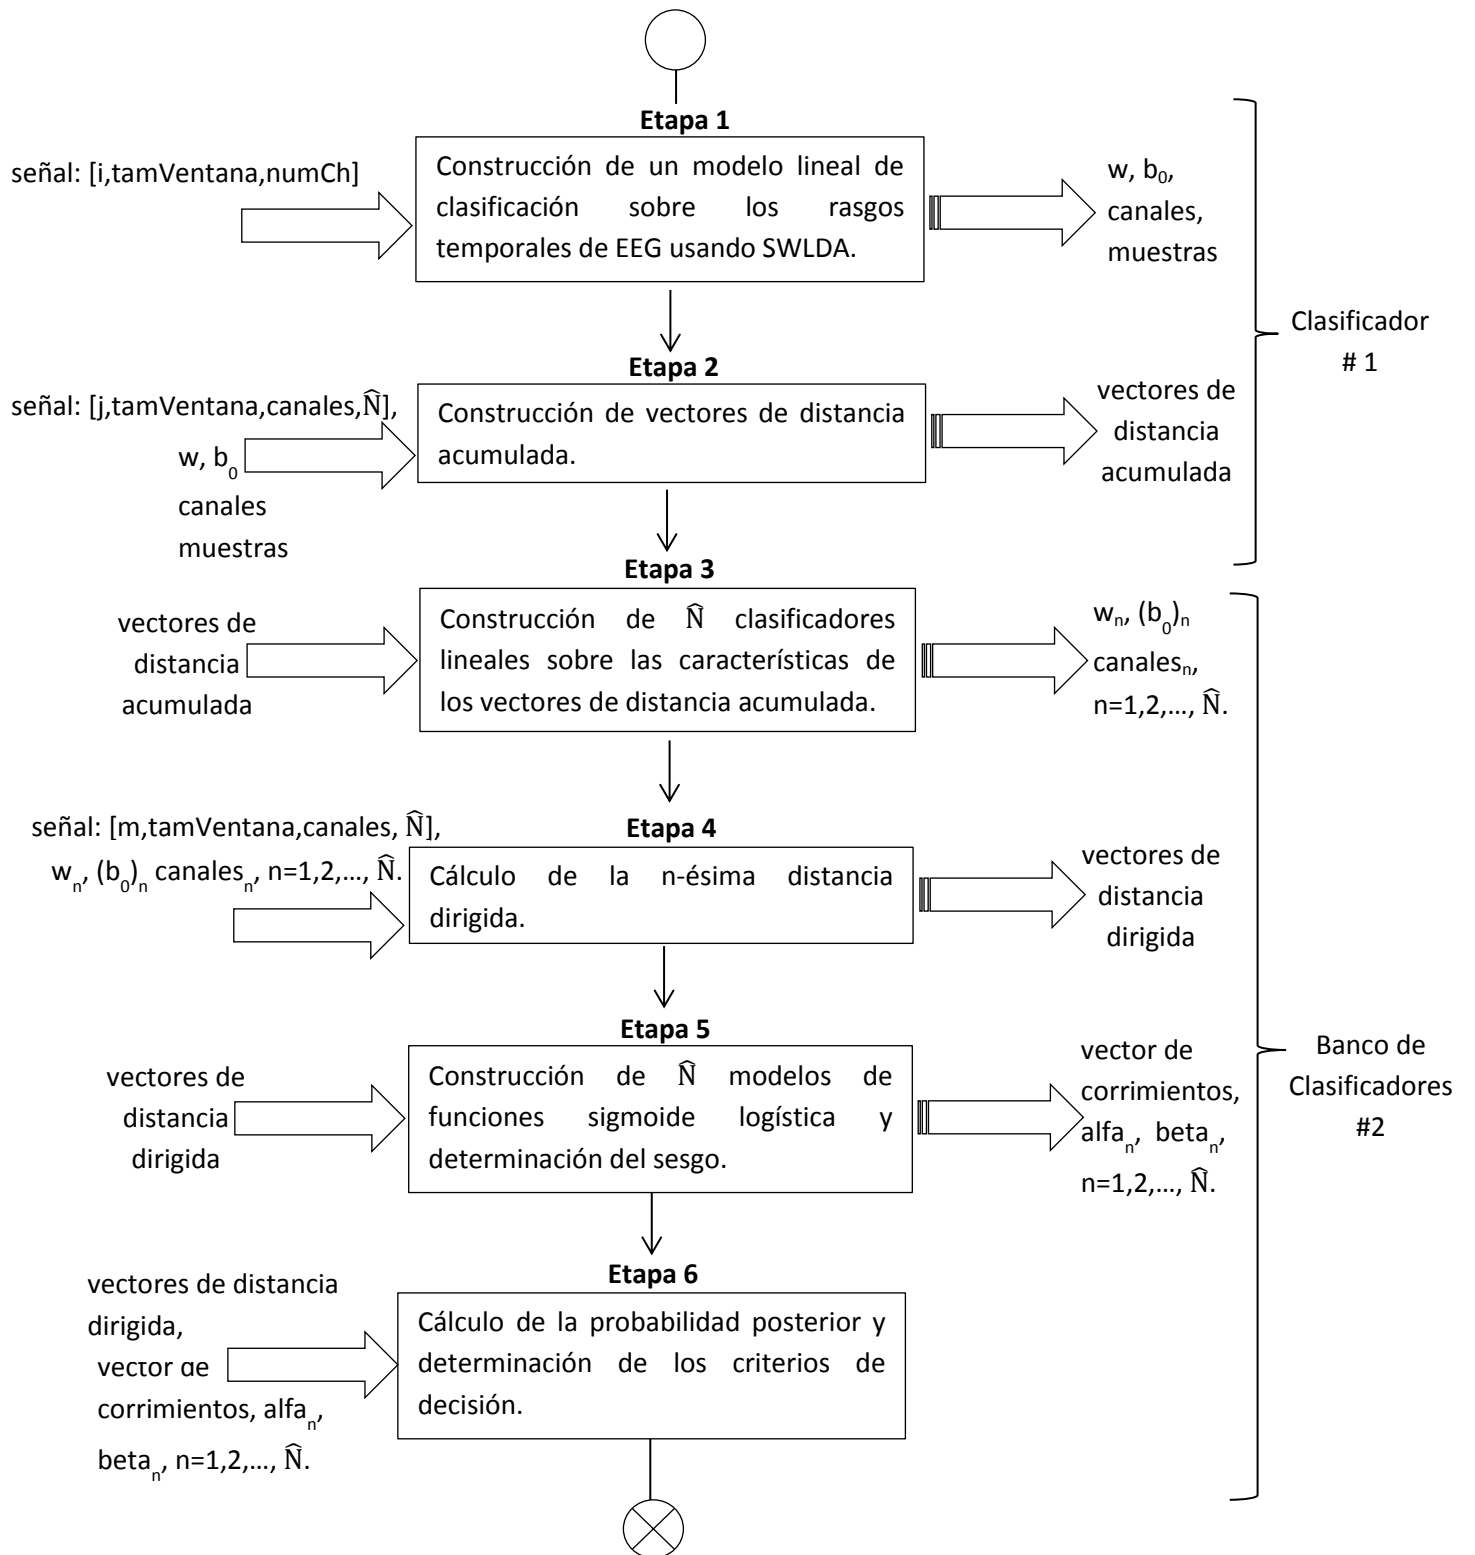 Etapa 1
señal: [i,tamVentana,numCh]
Construcción de un modelo lineal de
clasificación sobre los rasgos
temporales de EEG usando SWLDA.
w, b₀,
canales,
muestras
Clasificador
# 1
Etapa 2
señal: [j,tamVentana,canales,N̂],
w, b₀
canales
muestras
Construcción de vectores de distancia
acumulada.
vectores de
distancia
acumulada
Etapa 3
vectores de
distancia
acumulada
Construcción de N̂ clasificadores
lineales sobre las características de
los vectores de distancia acumulada.
wₙ, (b₀)ₙ
canalesₙ,
n=1,2,..., N̂.
Etapa 4
señal: [m,tamVentana,canales, N̂],
wₙ, (b₀)ₙ canalesₙ, n=1,2,..., N̂.
Cálculo de la n-ésima distancia
dirigida.
vectores de
distancia
dirigida
Etapa 5
vectores de
distancia
dirigida
Construcción de N̂ modelos de
funciones sigmoide logística y
determinación del sesgo.
vector de
corrimientos,
alfaₙ, betaₙ,
n=1,2,..., N̂.
Banco de
Clasificadores
#2
Etapa 6
vectores de distancia
dirigida,
vector de
corrimientos, alfaₙ,
betaₙ, n=1,2,..., N̂.
Cálculo de la probabilidad posterior y
determinación de los criterios de
decisión.